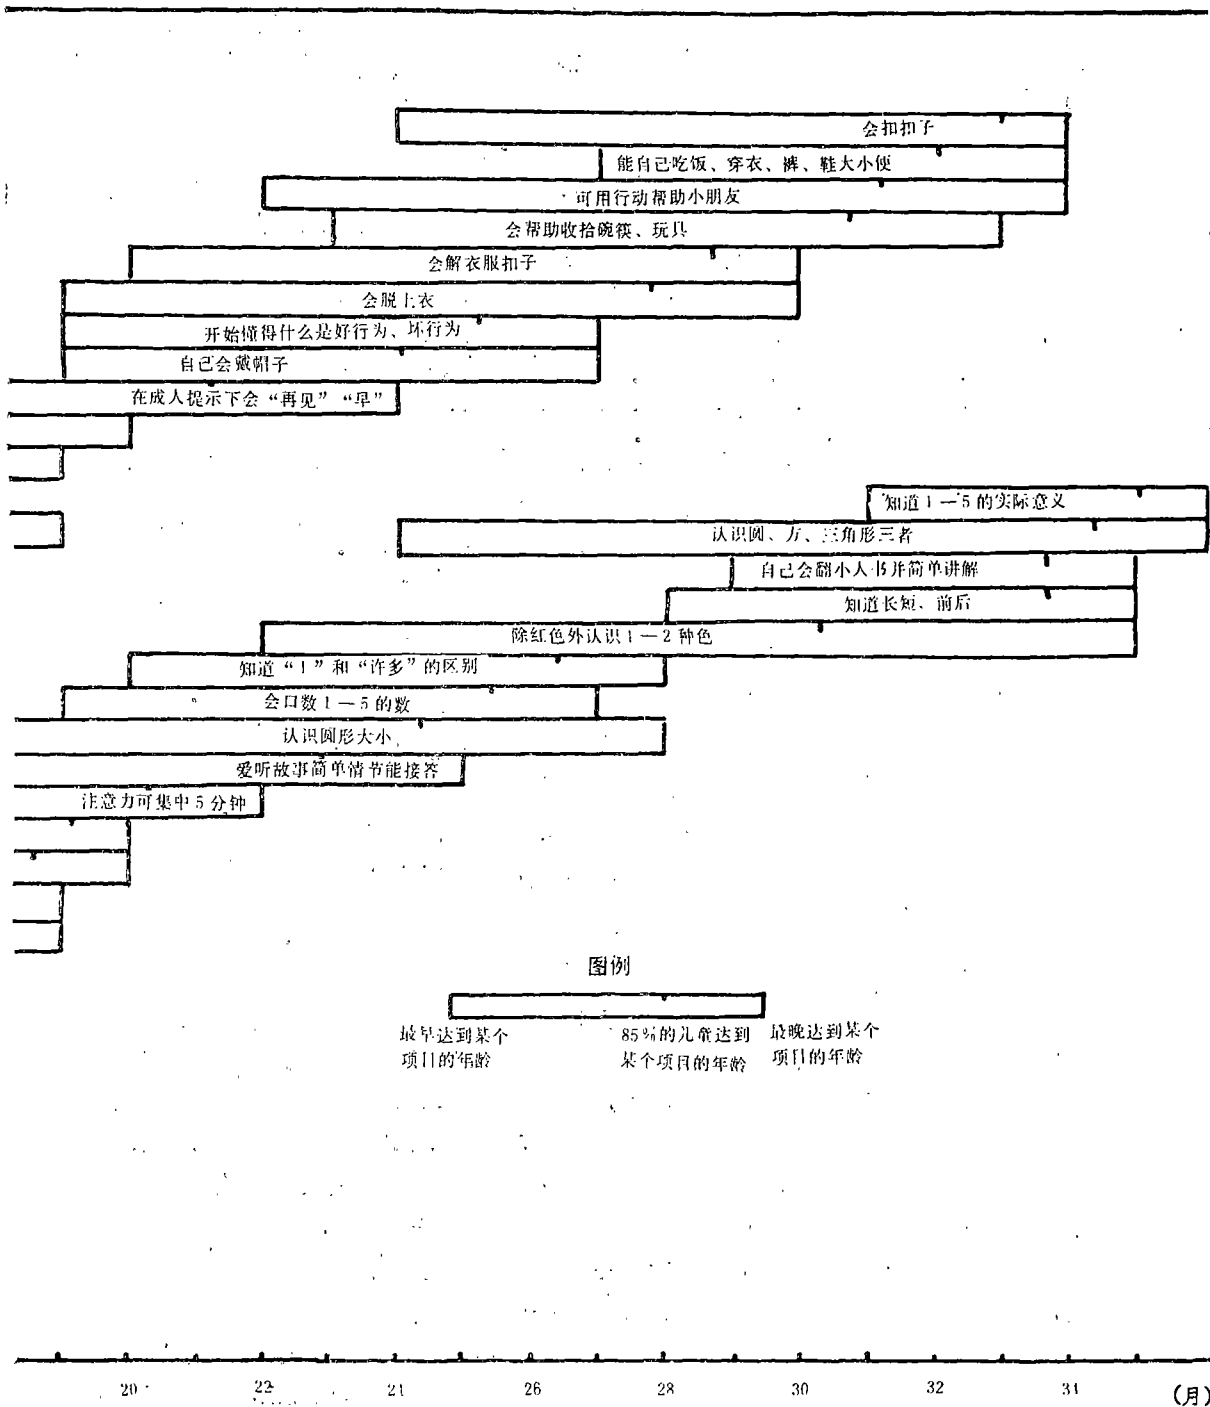 会扣扣子
能自己吃饭、穿衣、裤、鞋大小便
可用行动帮助小朋友
会帮助收拾碗筷、玩具
会解衣服扣子
会脱上衣
开始懂得什么是好行为、坏行为
自己会戴帽子
在成人提示下会“再见”“早”
知道1—5的实际意义
认识圆、方、三角形三者
自己会翻小人书并简单讲解
知道长短、前后
除红色外认识1—2种色
知道“1”和“许多”的区别
会口数1—5的数
认识圆形大小
爱听故事简单情节能接答
注意力可集中5分钟
图例
最早达到某个 85%的儿童达到 最晚达到某个
项目的年龄 某个项目的年龄 项目的年龄
20 22 24 26 28 30 32 34 (月)